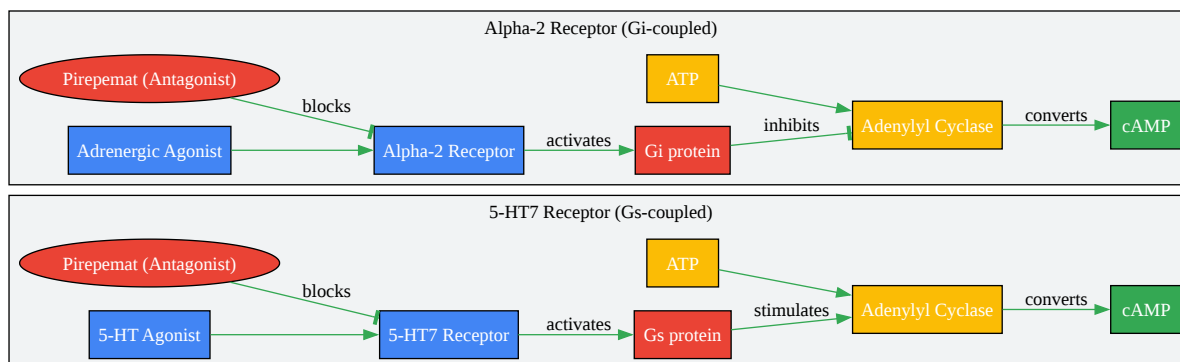 Alpha-2 Receptor (Gi-coupled)
Pirepemat (Antagonist)
blocks
ATP
Adrenergic Agonist
Alpha-2 Receptor
activates
Gi protein
inhibits
Adenylyl Cyclase
converts
cAMP
5-HT7 Receptor (Gs-coupled)
Pirepemat (Antagonist)
blocks
ATP
5-HT Agonist
5-HT7 Receptor
activates
Gs protein
stimulates
Adenylyl Cyclase
converts
cAMP